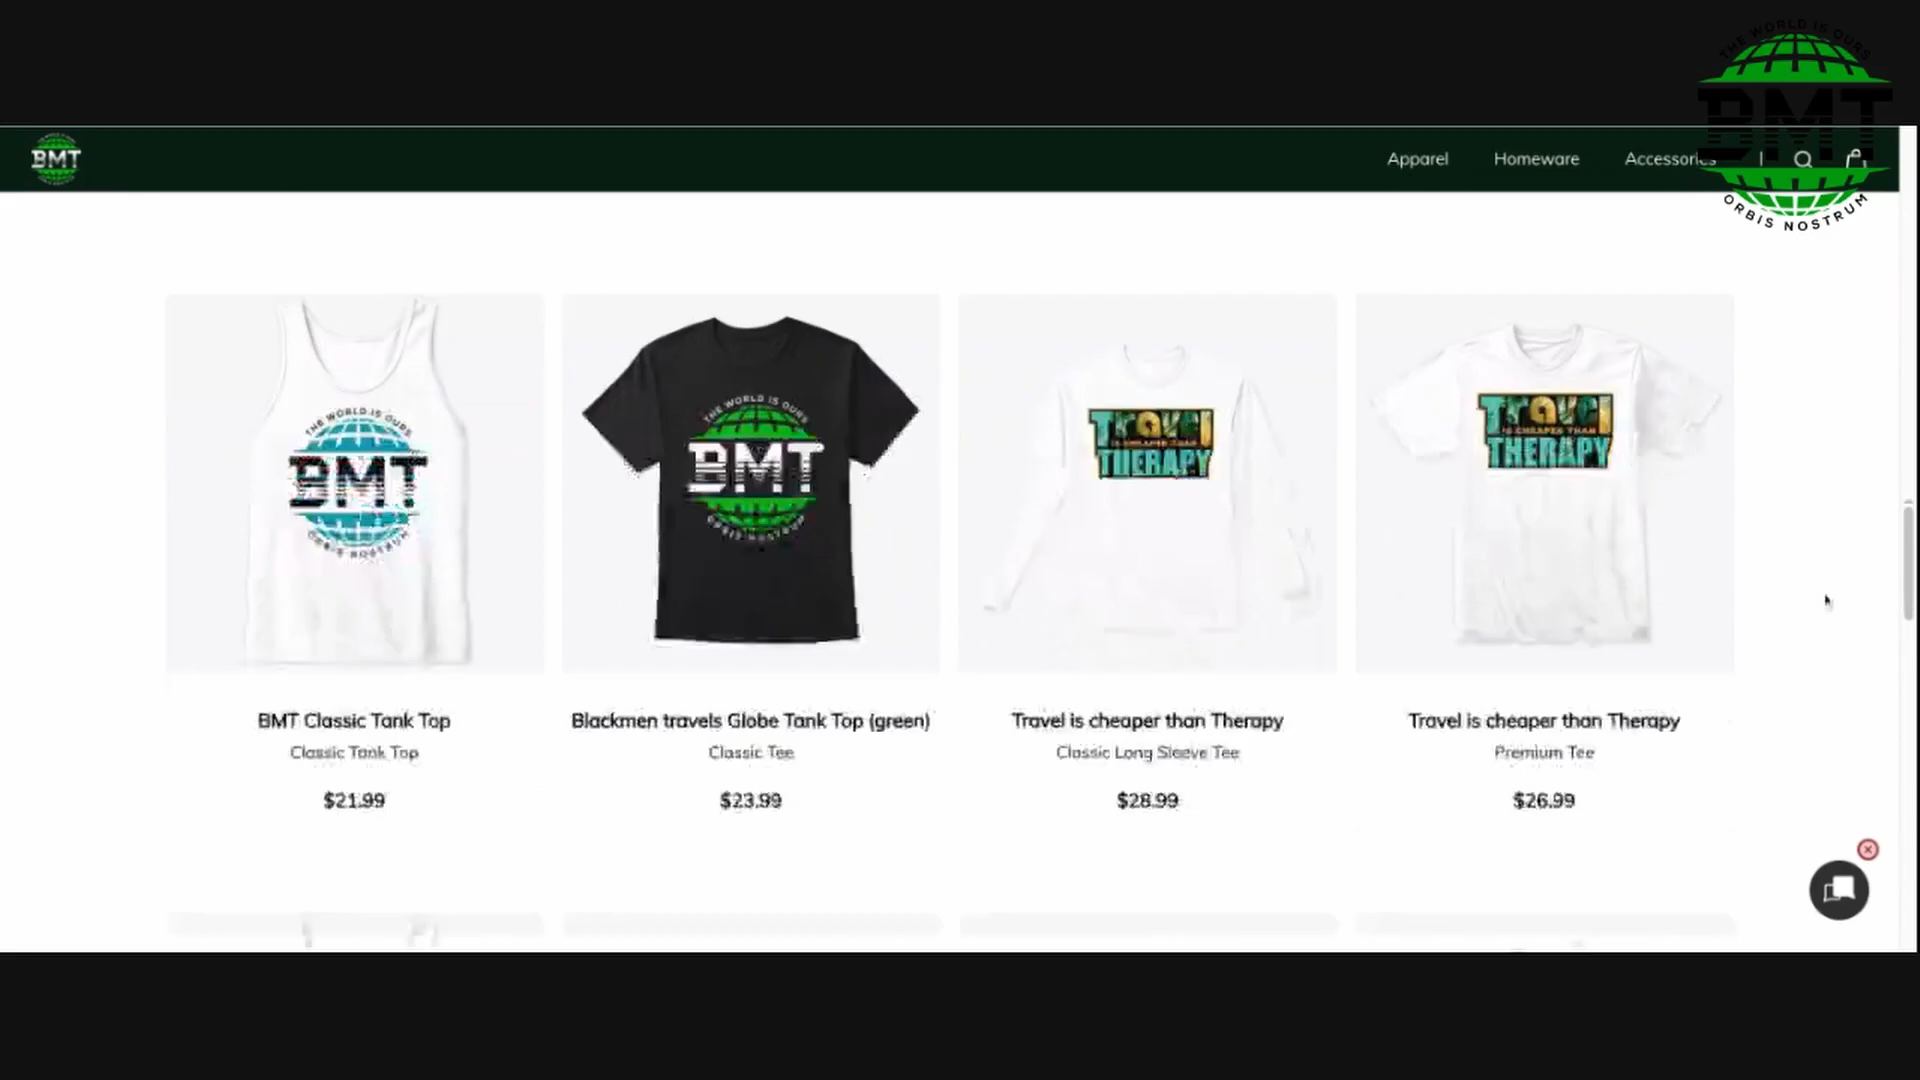 THE WORLD IS OURS
BMT
ORBIS NOSTRUM
BMT
Apparel
Homeware
Accessories
THE WORLD IS OURS
BMT
ORBIS NOSTRUM
THE WORLD IS OURS
BMT
ORBIS NOSTRUM
Travel
IS CHEAPER THAN
THERAPY
Travel
IS CHEAPER THAN
THERAPY
BMT Classic Tank Top
Classic Tank Top
$21.99
Blackmen travels Globe Tank Top (green)
Classic Tee
$23.99
Travel is cheaper than Therapy
Classic Long Sleeve Tee
$28.99
Travel is cheaper than Therapy
Premium Tee
$26.99